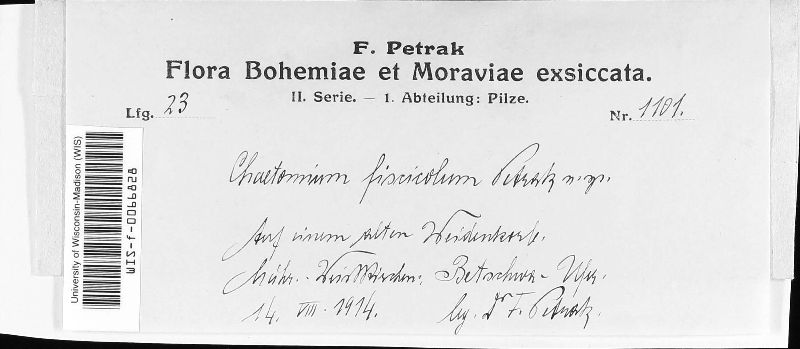 F. Petrak
Flora Bohemiae et Moraviae exsiccata.
II. Serie. — 1. Abteilung: Pilze.
Lfg. 23
Nr. 1101.
Chaetomium fiscicolum Petrak n. sp.
Auf einem alten Weidenkorbe.
Mähr.-Weisskirchen: Betschwa-Ufer.
14. VIII. 1914. lg. Dr F. Petrak.
University of Wisconsin-Madison (WIS)
WIS-f-0066828